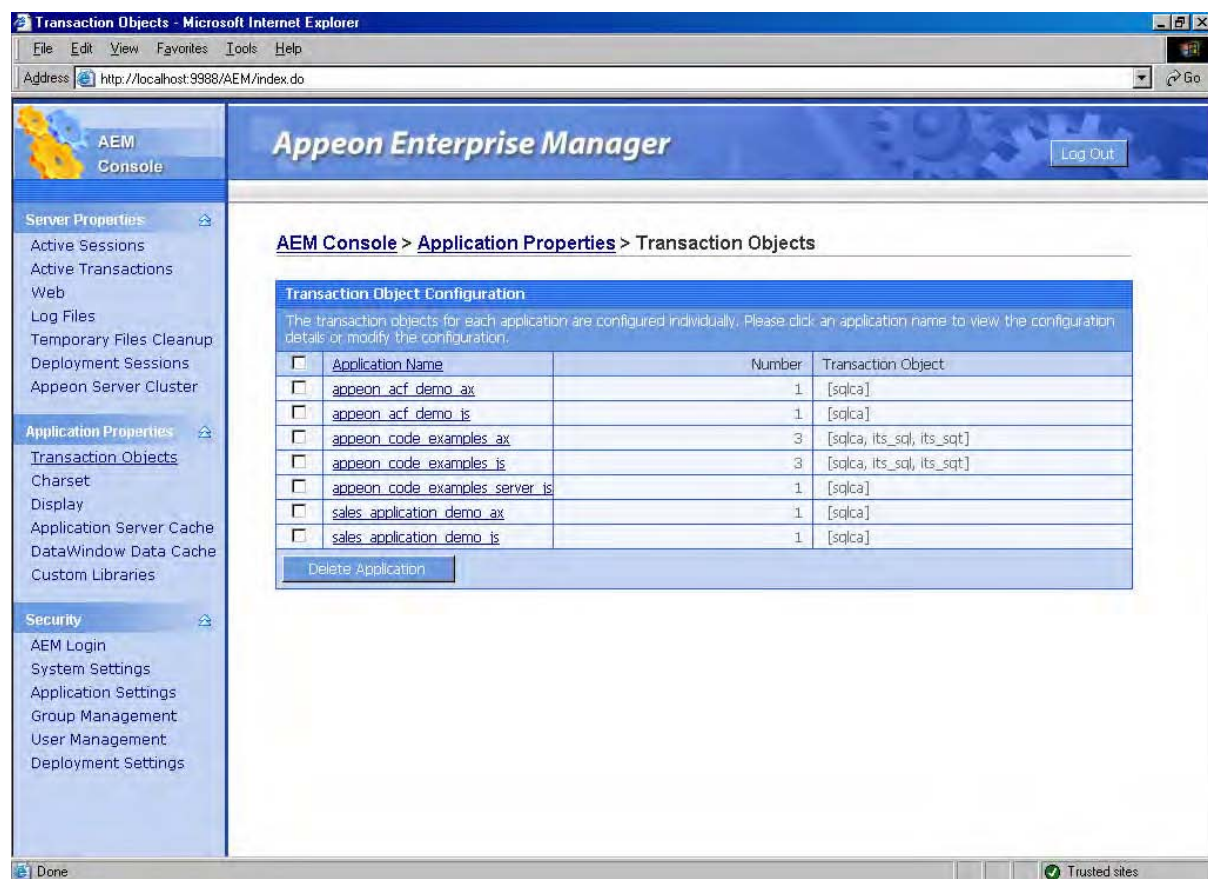 Transaction Objects - Microsoft Internet Explorer
File Edit View Favorites Tools Help
Address http://localhost:9988/AEM/index.do Go
AEM
Console
Appeon Enterprise Manager
Log Out
Server Properties
Active Sessions
Active Transactions
Web
Log Files
Temporary Files Cleanup
Deployment Sessions
Appeon Server Cluster
Application Properties
Transaction Objects
Charset
Display
Application Server Cache
DataWindow Data Cache
Custom Libraries
Security
AEM Login
System Settings
Application Settings
Group Management
User Management
Deployment Settings
AEM Console > Application Properties > Transaction Objects
Transaction Object Configuration
The transaction objects for each application are configured individually. Please click an application name to view the configuration
details or modify the configuration.
Application Name Number Transaction Object
appeon_acf_demo_ax 1 [sqlca]
appeon_acf_demo_js 1 [sqlca]
appeon_code_examples_ax 3 [sqlca, its_sql, its_sqt]
appeon_code_examples_js 3 [sqlca, its_sql, its_sqt]
appeon_code_examples_server_js 1 [sqlca]
sales_application_demo_ax 1 [sqlca]
sales_application_demo_js 1 [sqlca]
Delete Application
Done Trusted sites